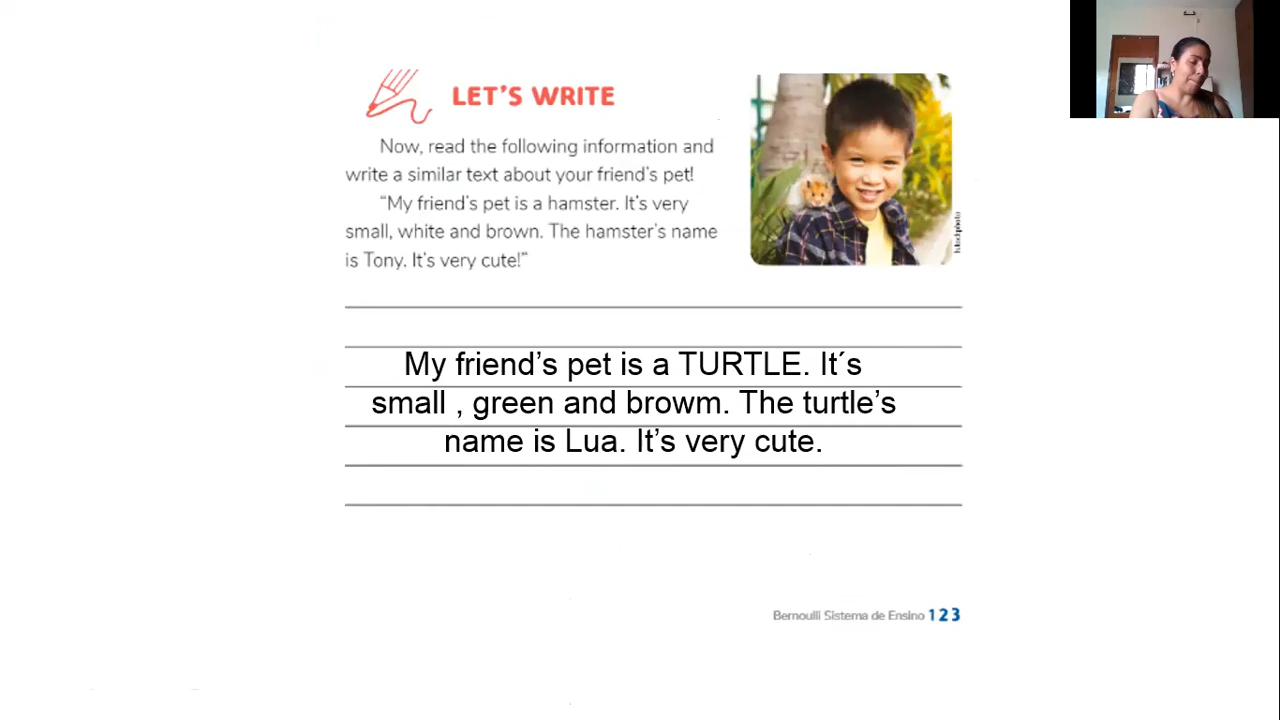 LET'S WRITE
Now, read the following information and
write a similar text about your friend's pet!
“My friend's pet is a hamster. It's very
small, white and brown. The hamster's name
is Tony. It's very cute!”
iStockphoto
My friend’s pet is a TURTLE. It´s
small , green and browm. The turtle’s
name is Lua. It’s very cute.
Bernoulli Sistema de Ensino 123